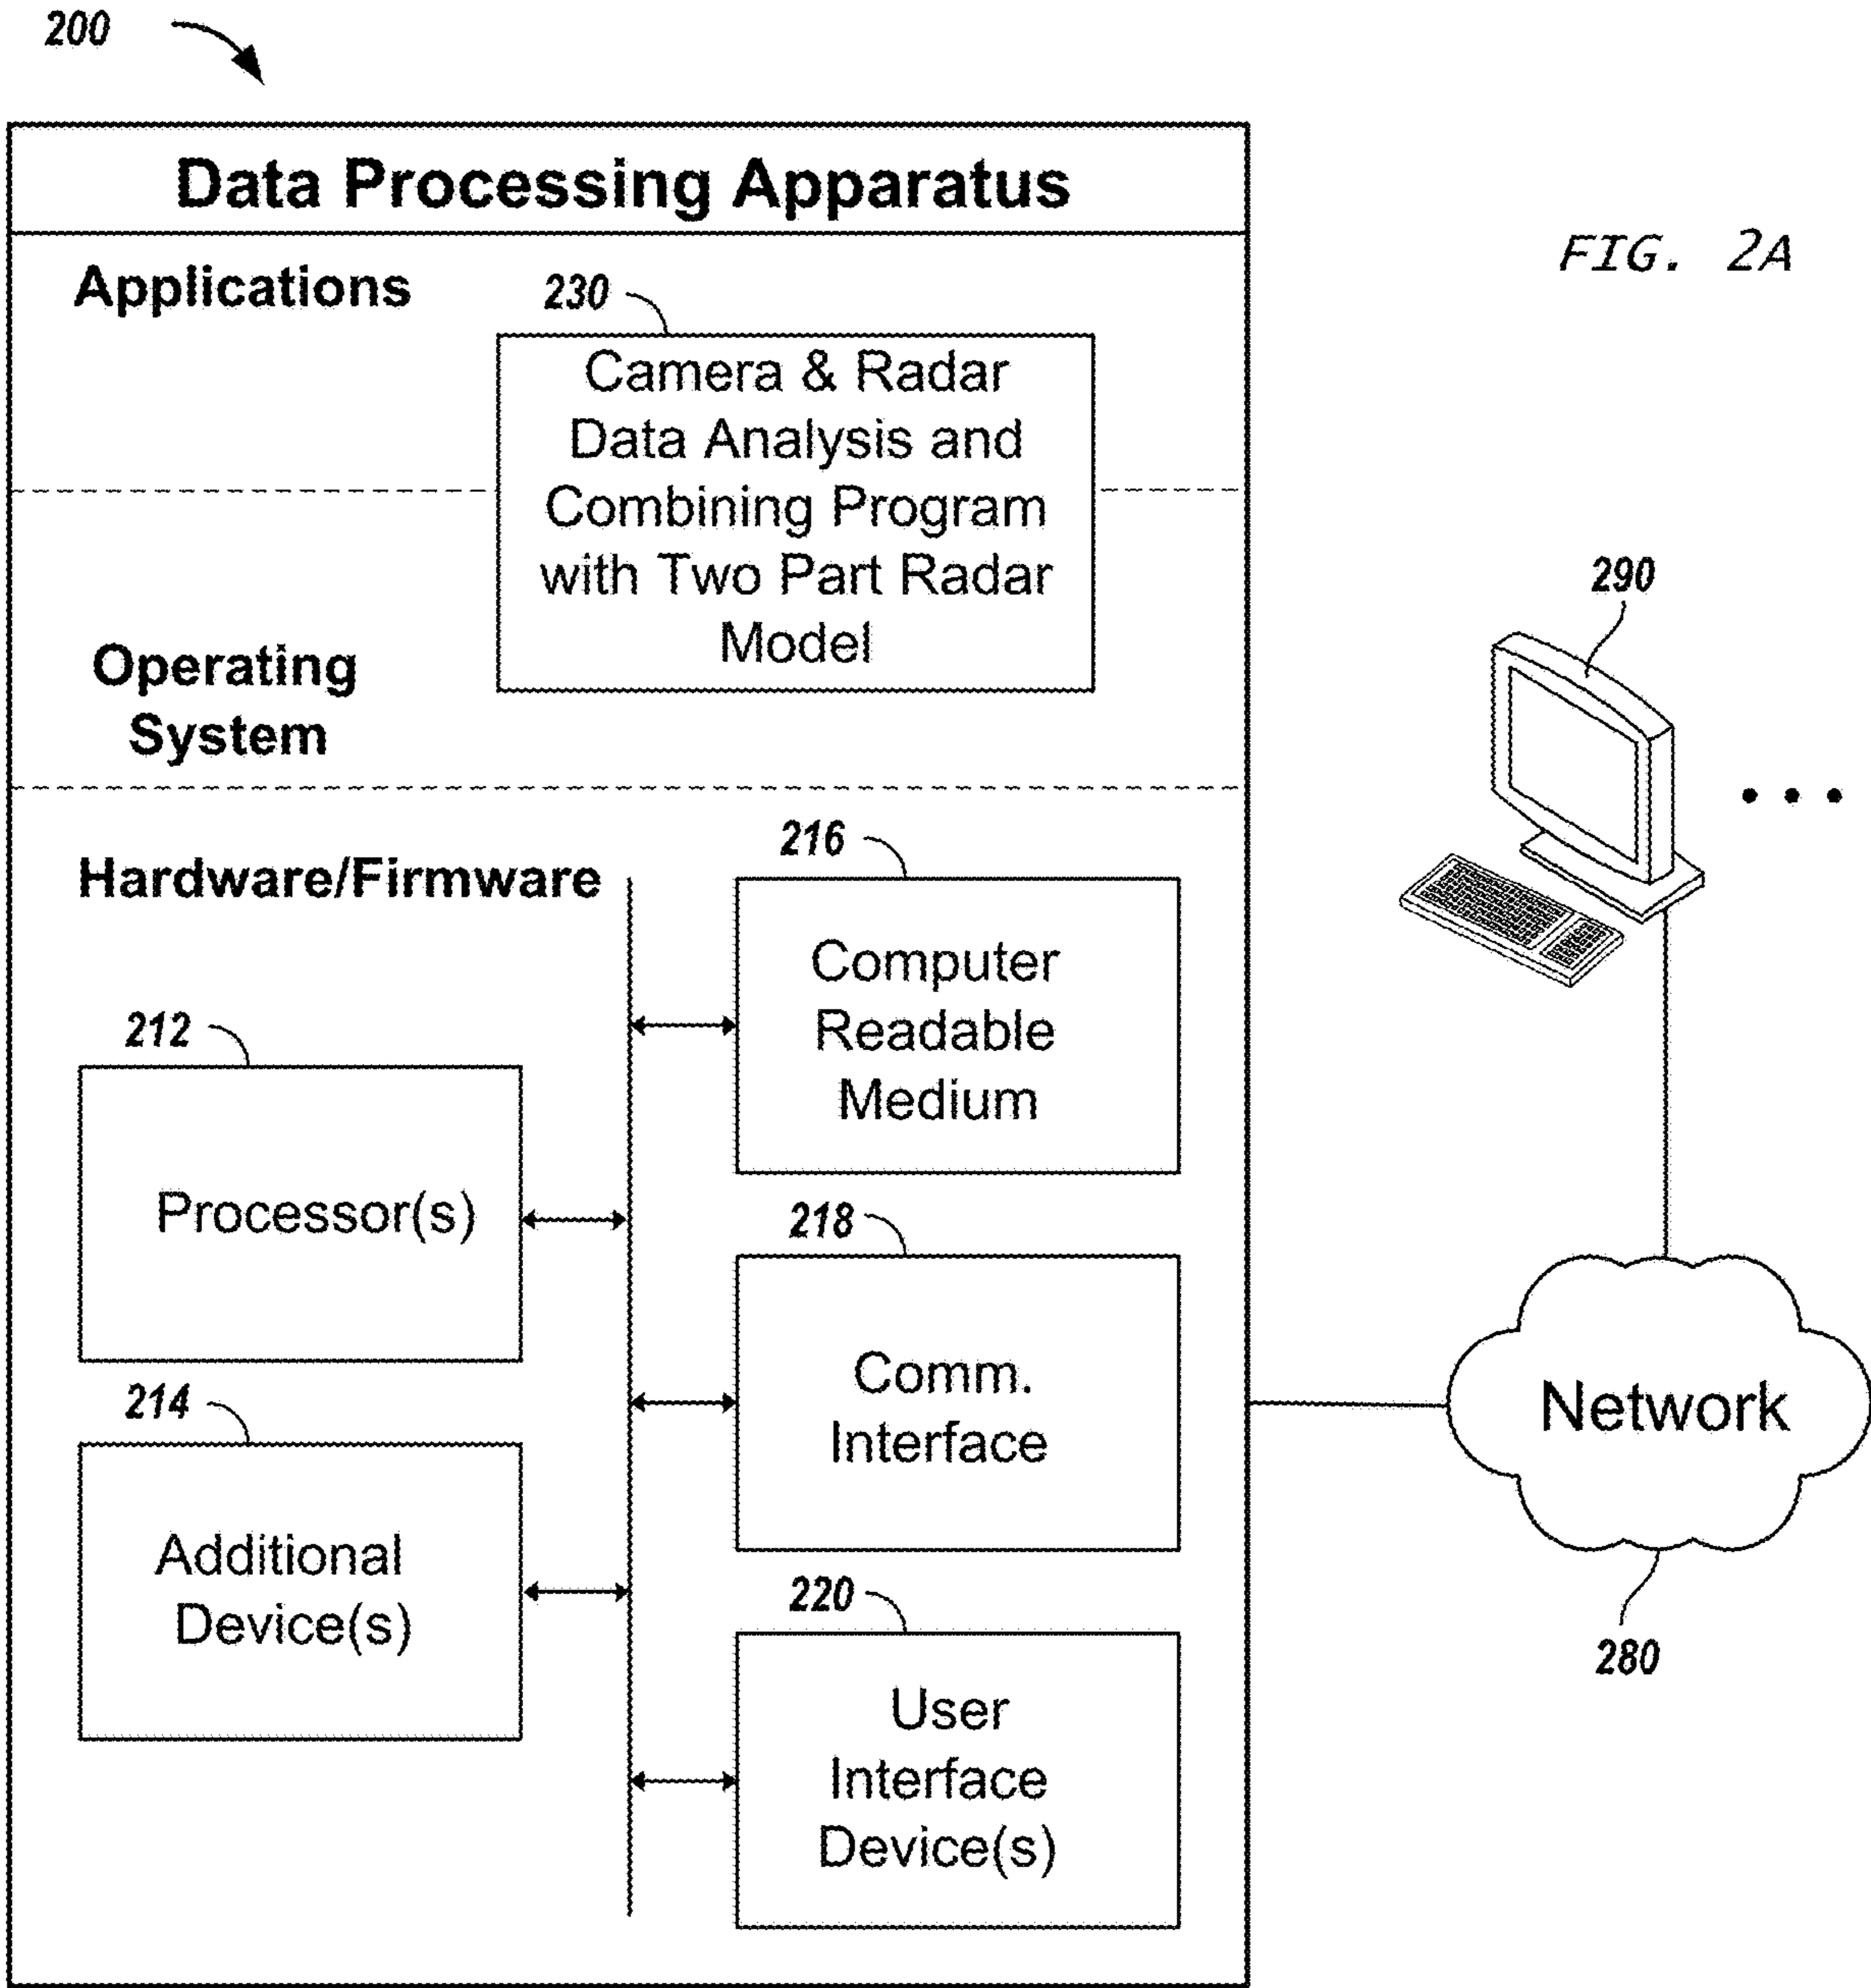 200
Data Processing Apparatus
FIG. 2A
Applications
230
Camera & Radar
Data Analysis and
Combining Program
with Two Part Radar
Model
Operating
System
290
Hardware/Firmware
216
Computer
Readable
Medium
212
Processor(s)
218
Comm.
Interface
214
Additional
Device(s)
220
User
Interface
Device(s)
Network
280